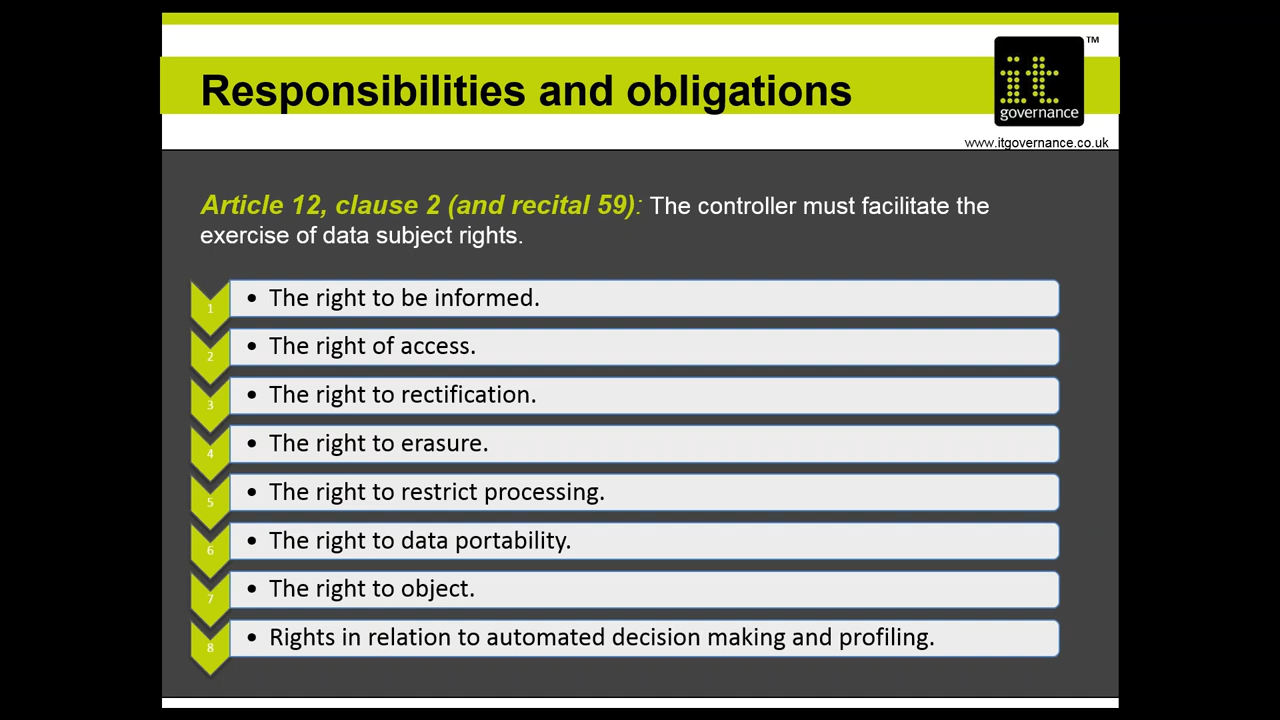 Responsibilities and obligations
it
governance
™
www.itgovernance.co.uk
Article 12, clause 2 (and recital 59): The controller must facilitate the
exercise of data subject rights.
1
• The right to be informed.
2
• The right of access.
3
• The right to rectification.
4
• The right to erasure.
5
• The right to restrict processing.
6
• The right to data portability.
7
• The right to object.
8
• Rights in relation to automated decision making and profiling.